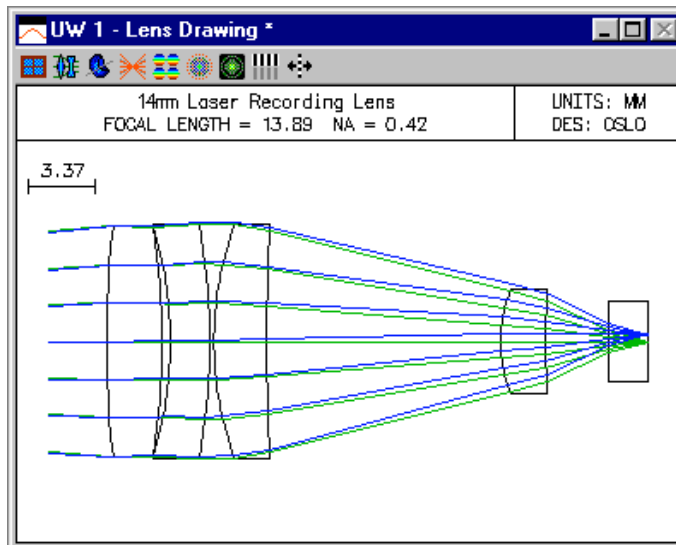 UW 1 - Lens Drawing *
14mm Laser Recording Lens
FOCAL LENGTH = 13.89 NA = 0.42
UNITS: MM
DES: OSLO
3.37